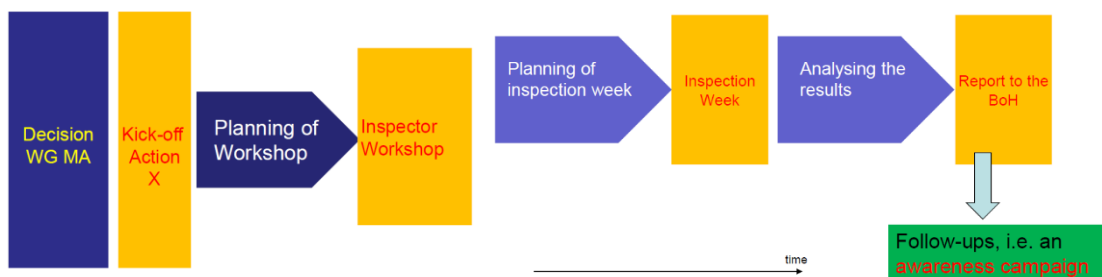 Decision
WG MA
Kick-off
Action
X
Planning of
Workshop
Inspector
Workshop
Planning of
inspection week
Inspection
Week
Analysing the
results
Report to the
BoH
Follow-ups, i.e. an
awareness campaign
time